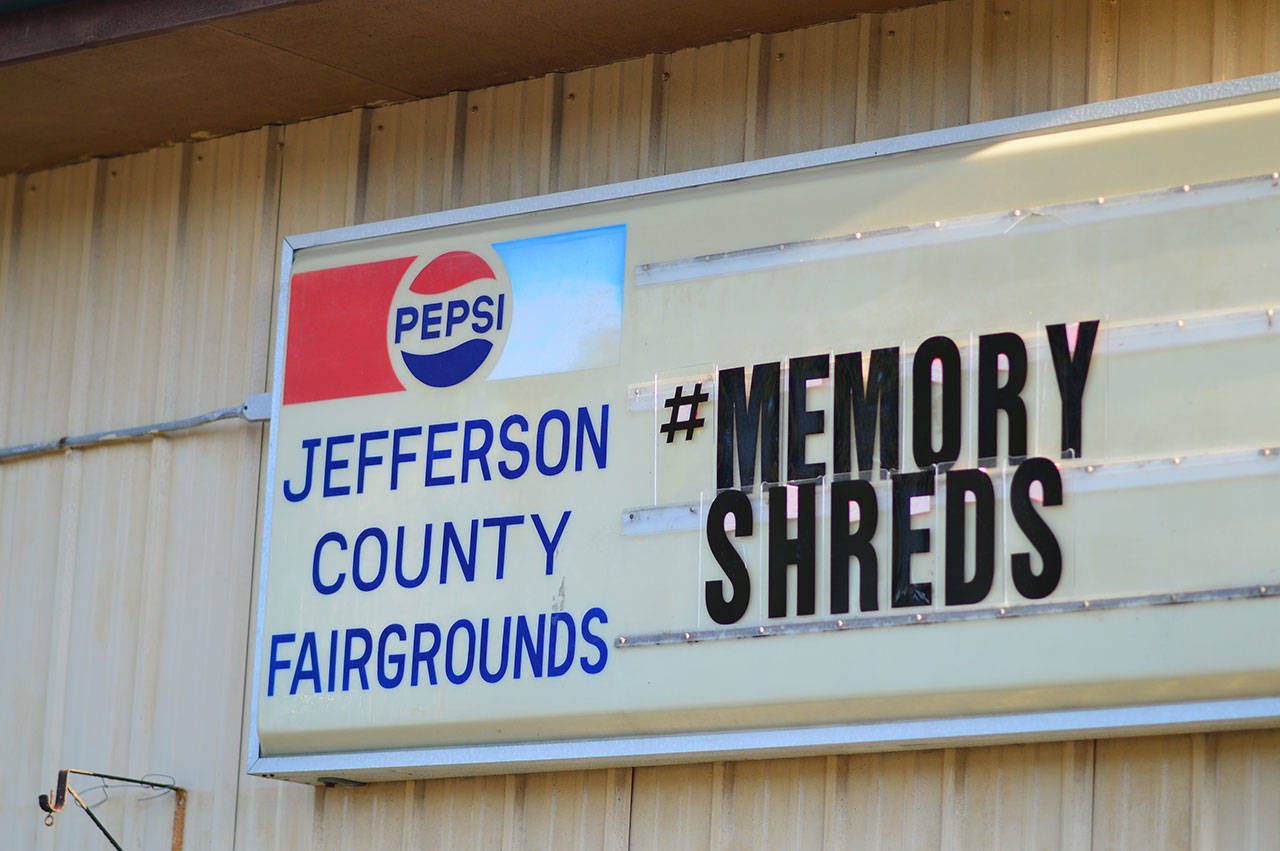 PEPSI
JEFFERSON
COUNTY
FAIRGROUNDS
#MEMORY
SHREDS